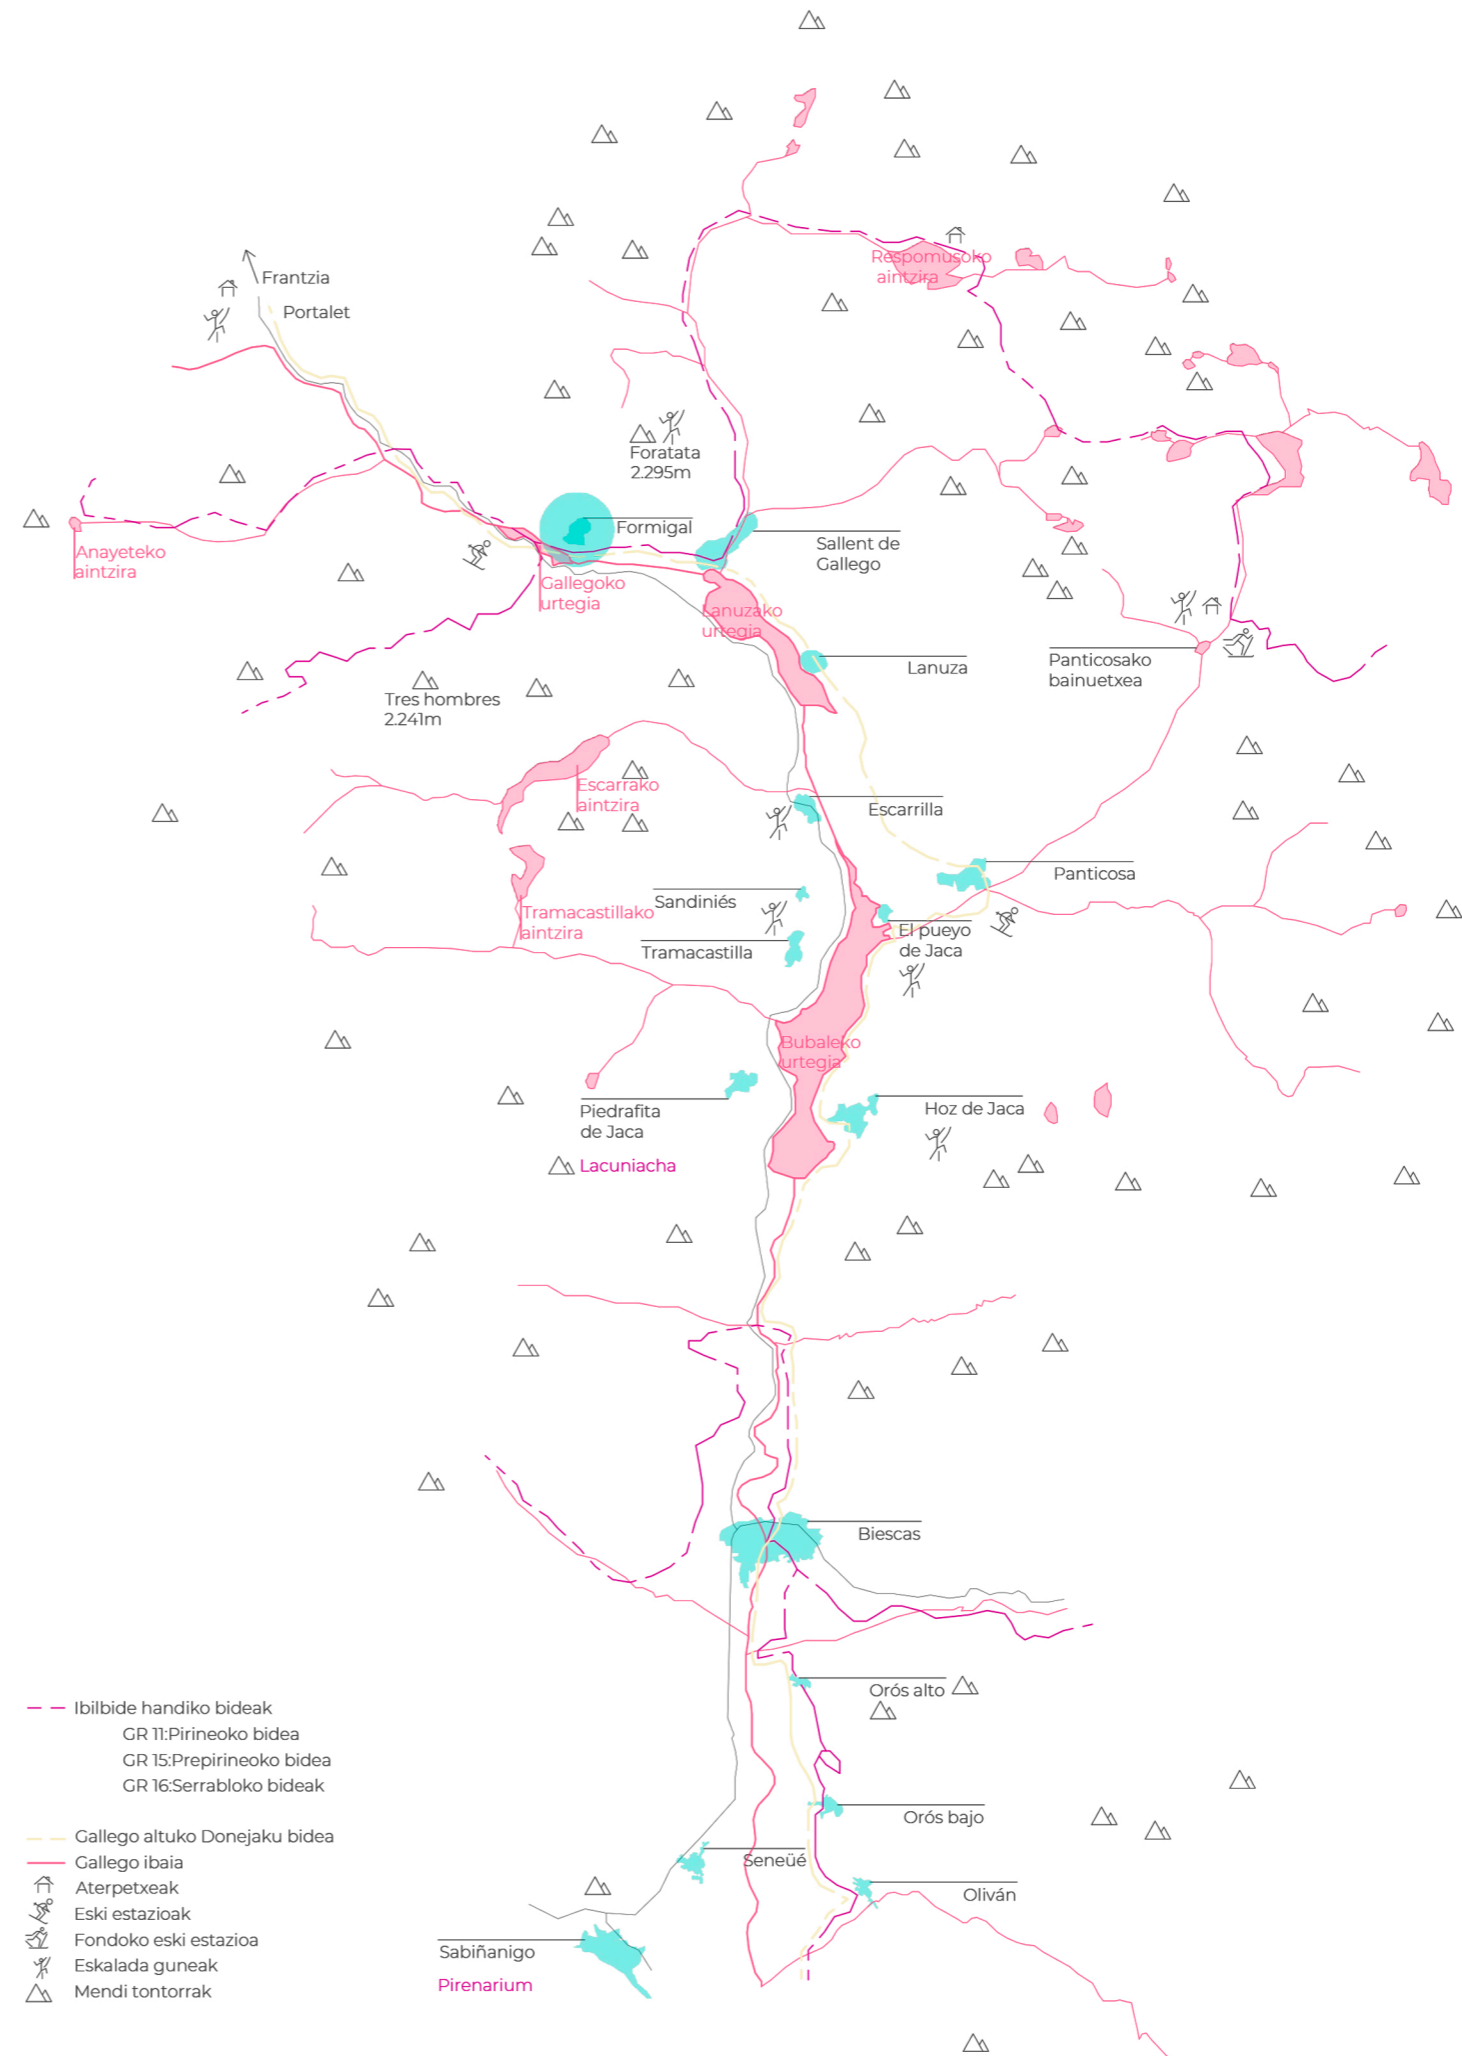 Frantzia
Portalet
Respomusoko
aintzira
Foratata
2.295m
Formigal
Sallent de
Gallego
Anayeteko
aintzira
Gallegoko
urtegia
Lanuzako
urtegia
Lanuza
Panticosako
bainuetxea
Tres hombres
2.241m
Escarrako
aintzira
Escarrilla
Panticosa
Sandiniés
Tramacastillako
aintzira
Tramacastilla
El pueyo
de Jaca
Bubaleko
urtegia
Piedrafita
de Jaca
Hoz de Jaca
Lacuniacha
Biescas
Orós alto
Orós bajo
Seneüé
Oliván
Sabiñanigo
Pirenarium
Ibilbide handiko bideak
GR 11:Pirineoko bidea
GR 15:Prepirineoko bidea
GR 16:Serrabloko bideak
Gallego altuko Donejaku bidea
Gallego ibaia
Aterpetxeak
Eski estazioak
Fondoko eski estazioa
Eskalada guneak
Mendi tontorrak